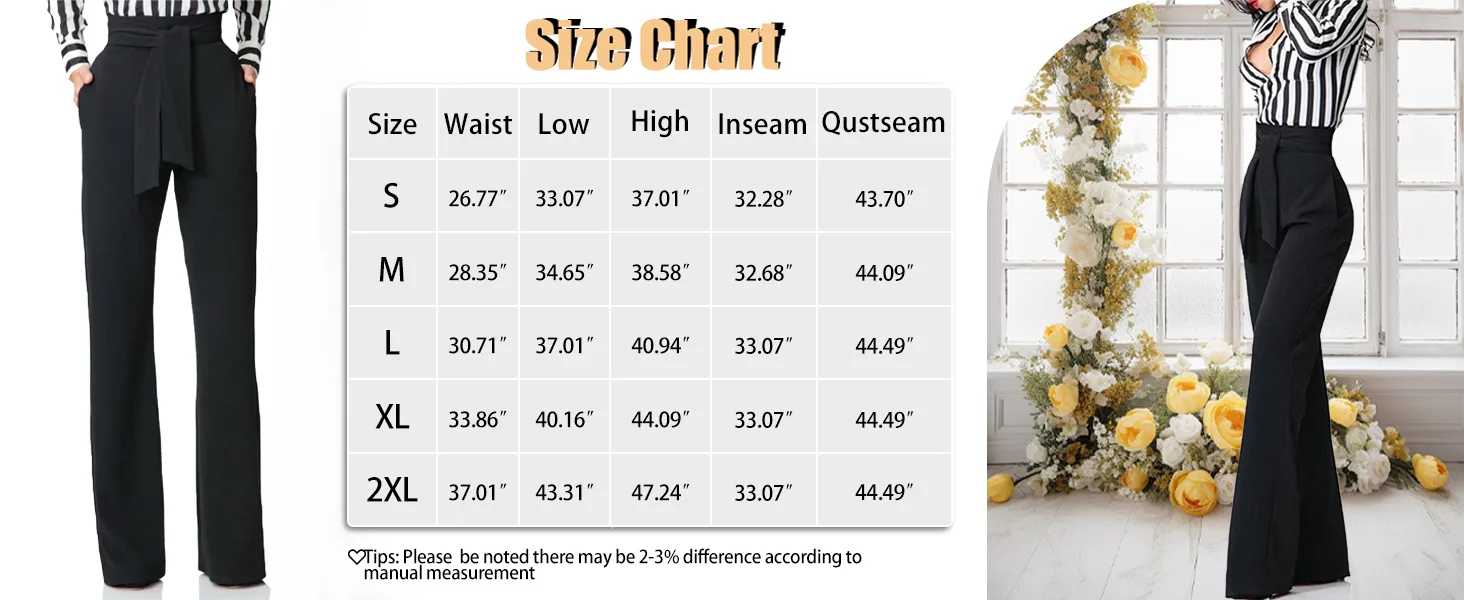 Size Chart
Size Waist Low High Inseam Qustseam
S 26.77″ 33.07″ 37.01″ 32.28″ 43.70″
M 28.35″ 34.65″ 38.58″ 32.68″ 44.09″
L 30.71″ 37.01″ 40.94″ 33.07″ 44.49″
XL 33.86″ 40.16″ 44.09″ 33.07″ 44.49″
2XL 37.01″ 43.31″ 47.24″ 33.07″ 44.49″
♡Tips: Please be noted there may be 2-3% difference according to
manual measurement